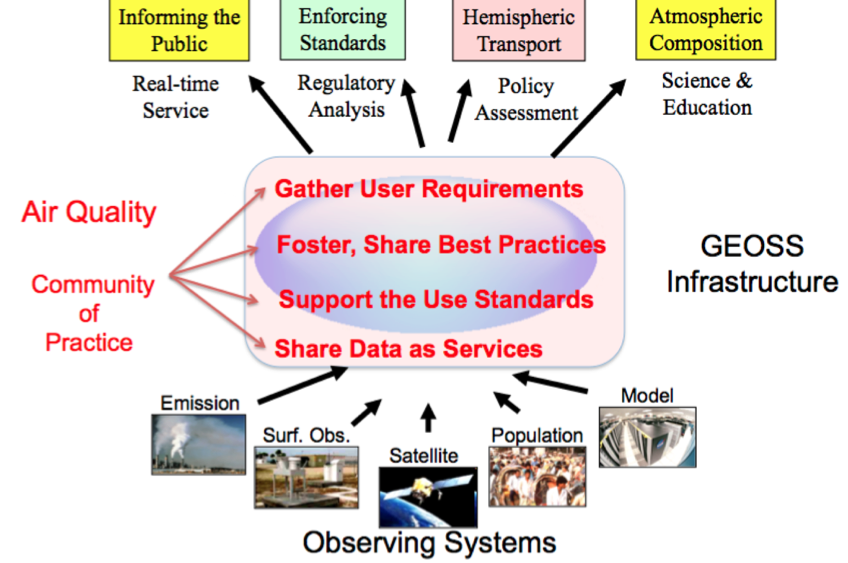 Informing the
Public
Enforcing
Standards
Hemispheric
Transport
Atmospheric
Composition
Real-time
Service
Regulatory
Analysis
Policy
Assessment
Science &
Education
Gather User Requirements
Air Quality
Foster, Share Best Practices
GEOSS
Infrastructure
Community
of
Practice
Support the Use Standards
Share Data as Services
Emission
Surf. Obs.
Satellite
Population
Model
Observing Systems